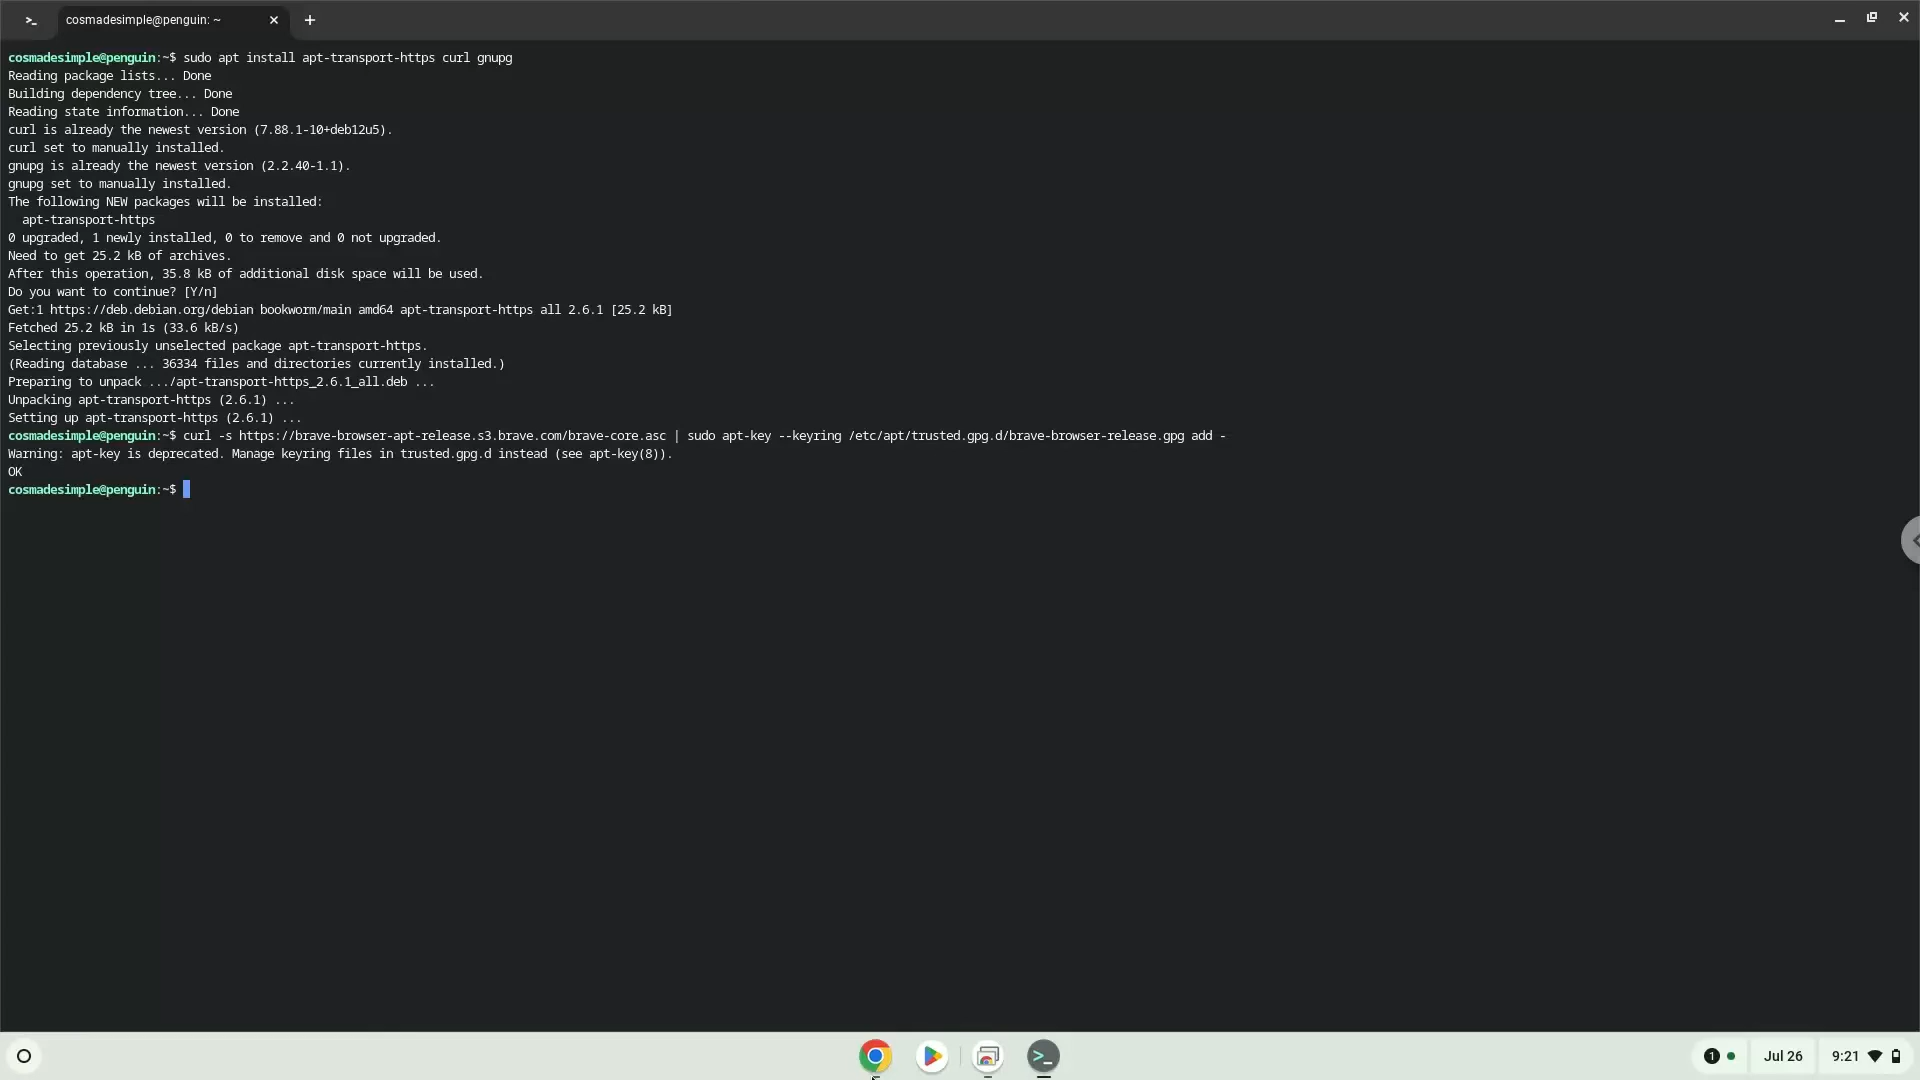 >_ cosmadesimple@penguin: ~
cosmadesimple@penguin:~$ sudo apt install apt-transport-https curl gnupg
Reading package lists... Done
Building dependency tree... Done
Reading state information... Done
curl is already the newest version (7.88.1-10+deb12u5).
curl set to manually installed.
gnupg is already the newest version (2.2.40-1.1).
gnupg set to manually installed.
The following NEW packages will be installed:
  apt-transport-https
0 upgraded, 1 newly installed, 0 to remove and 0 not upgraded.
Need to get 25.2 kB of archives.
After this operation, 35.8 kB of additional disk space will be used.
Do you want to continue? [Y/n]
Get:1 https://deb.debian.org/debian bookworm/main amd64 apt-transport-https all 2.6.1 [25.2 kB]
Fetched 25.2 kB in 1s (33.6 kB/s)
Selecting previously unselected package apt-transport-https.
(Reading database ... 36334 files and directories currently installed.)
Preparing to unpack .../apt-transport-https_2.6.1_all.deb ...
Unpacking apt-transport-https (2.6.1) ...
Setting up apt-transport-https (2.6.1) ...
cosmadesimple@penguin:~$ curl -s https://brave-browser-apt-release.s3.brave.com/brave-core.asc | sudo apt-key --keyring /etc/apt/trusted.gpg.d/brave-browser-release.gpg add -
Warning: apt-key is deprecated. Manage keyring files in trusted.gpg.d instead (see apt-key(8)).
OK
cosmadesimple@penguin:~$
>_ 1 Jul 26 9:21